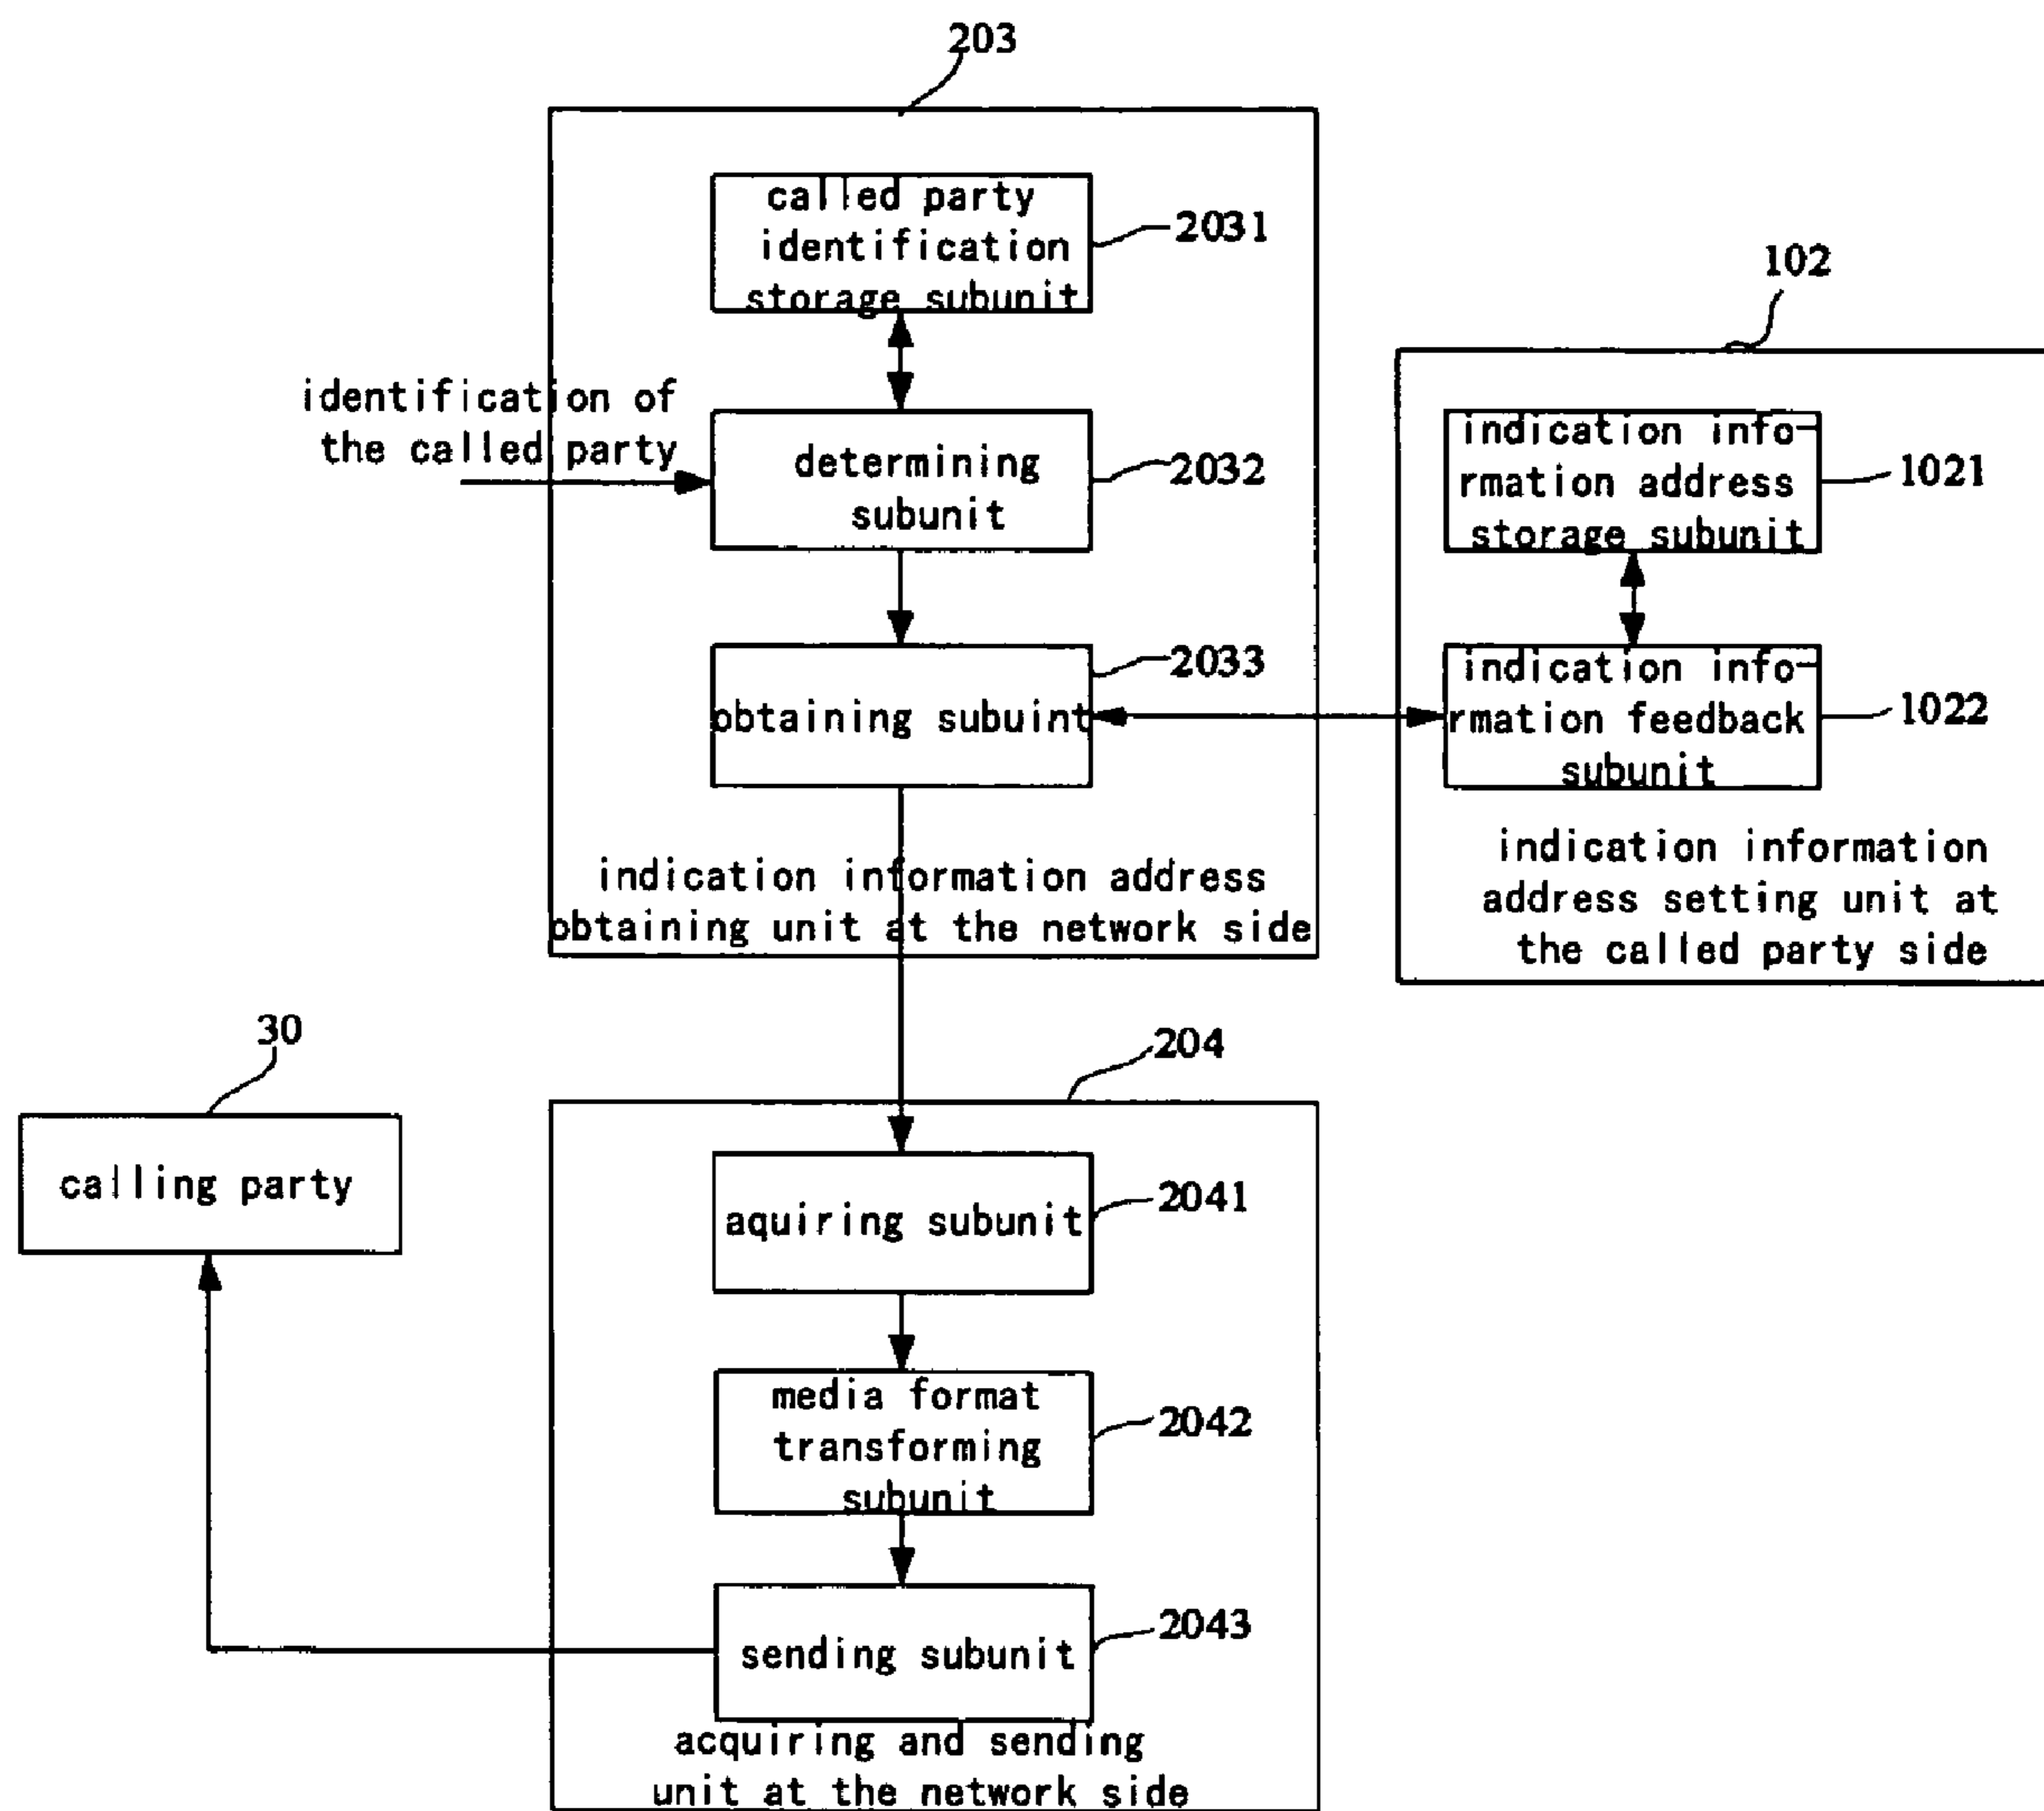 203
called party
identification
storage subunit
2031
102
identification of
the called party
determining
subunit
2032
indication info-
rmation address
storage subunit
1021
obtaining subuint
2033
indication info-
rmation feedback
subunit
1022
indication information address
obtaining unit at the network side
indication information
address setting unit at
the called party side
30
calling party
204
aquiring subunit
2041
media format
transforming
subunit
2042
sending subunit
2043
acquiring and sending
unit at the network side